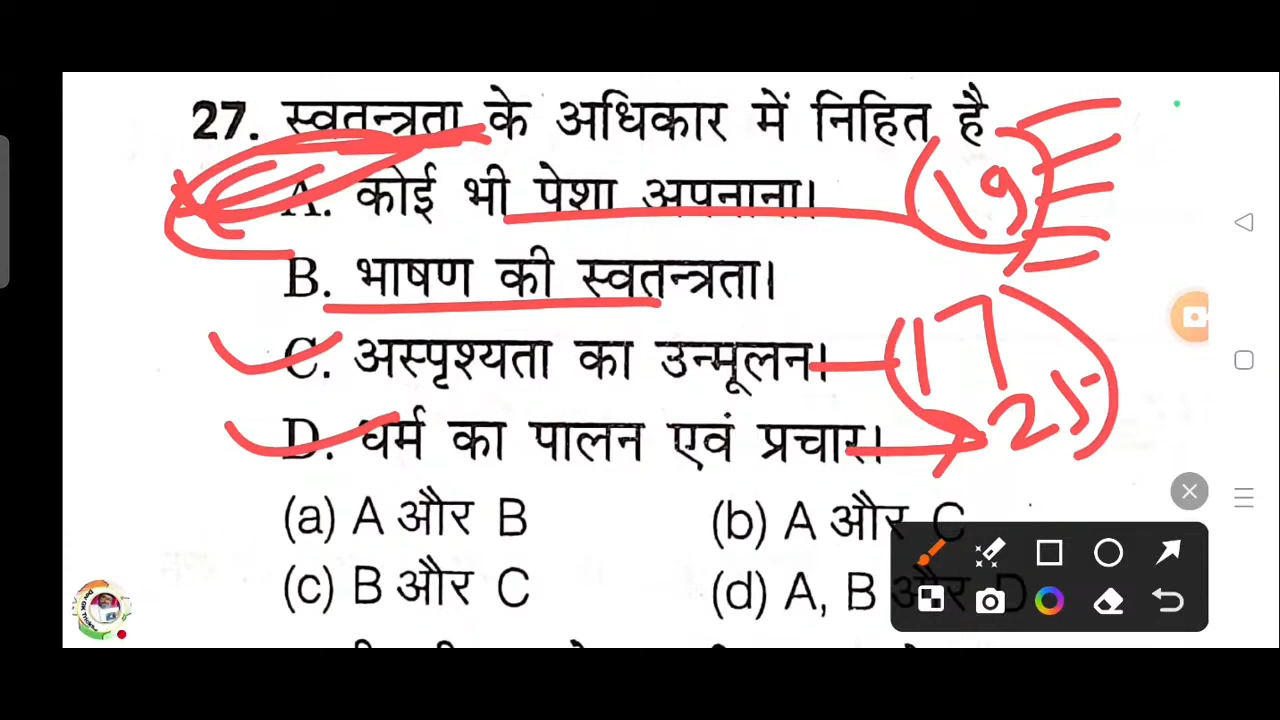 27. स्वतन्त्रता के अधिकार में निहित है
A. कोई भी पेशा अपनाना। 19
B. भाषण की स्वतन्त्रता।
C. अस्पृश्यता का उन्मूलन। 17
D. धर्म का पालन एवं प्रचार। 25
(a) A और B (b) A और C
(c) B और C (d) A, B और D